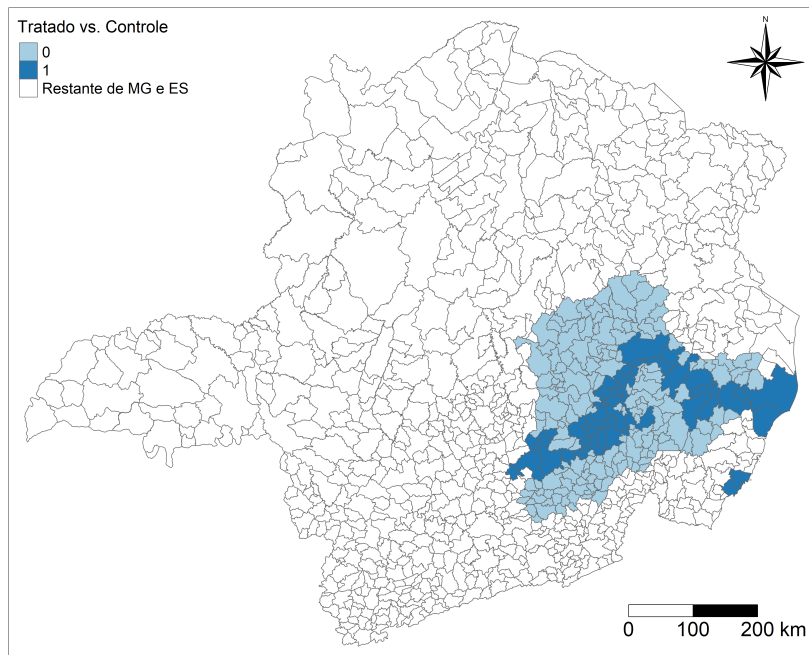 Tratado vs. Controle
0
1
Restante de MG e ES
N
0 100 200 km